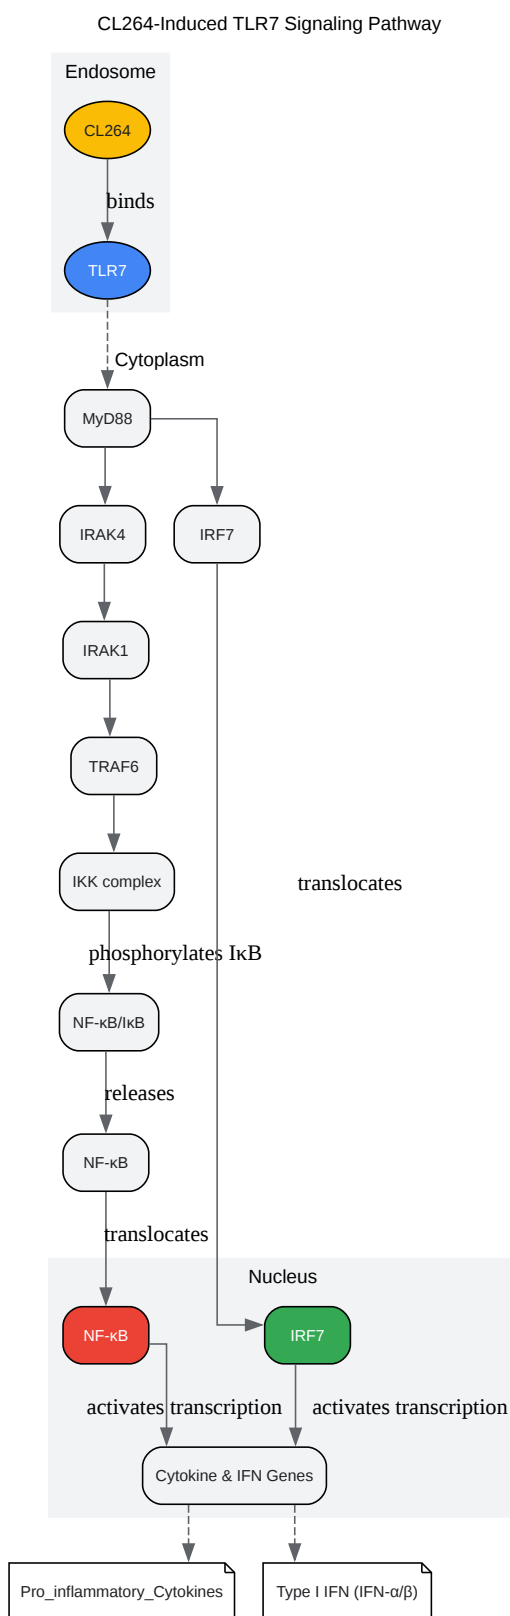 CL264-Induced TLR7 Signaling Pathway
Endosome
CL264
binds
TLR7
Cytoplasm
MyD88
IRAK4
IRF7
IRAK1
TRAF6
IKK complex
translocates
phosphorylates IκB
NF-κB/IκB
releases
NF-κB
translocates
Nucleus
NF-κB
IRF7
activates transcription
activates transcription
Cytokine & IFN Genes
Pro_inflammatory_Cytokines
Type I IFN (IFN-α/β)